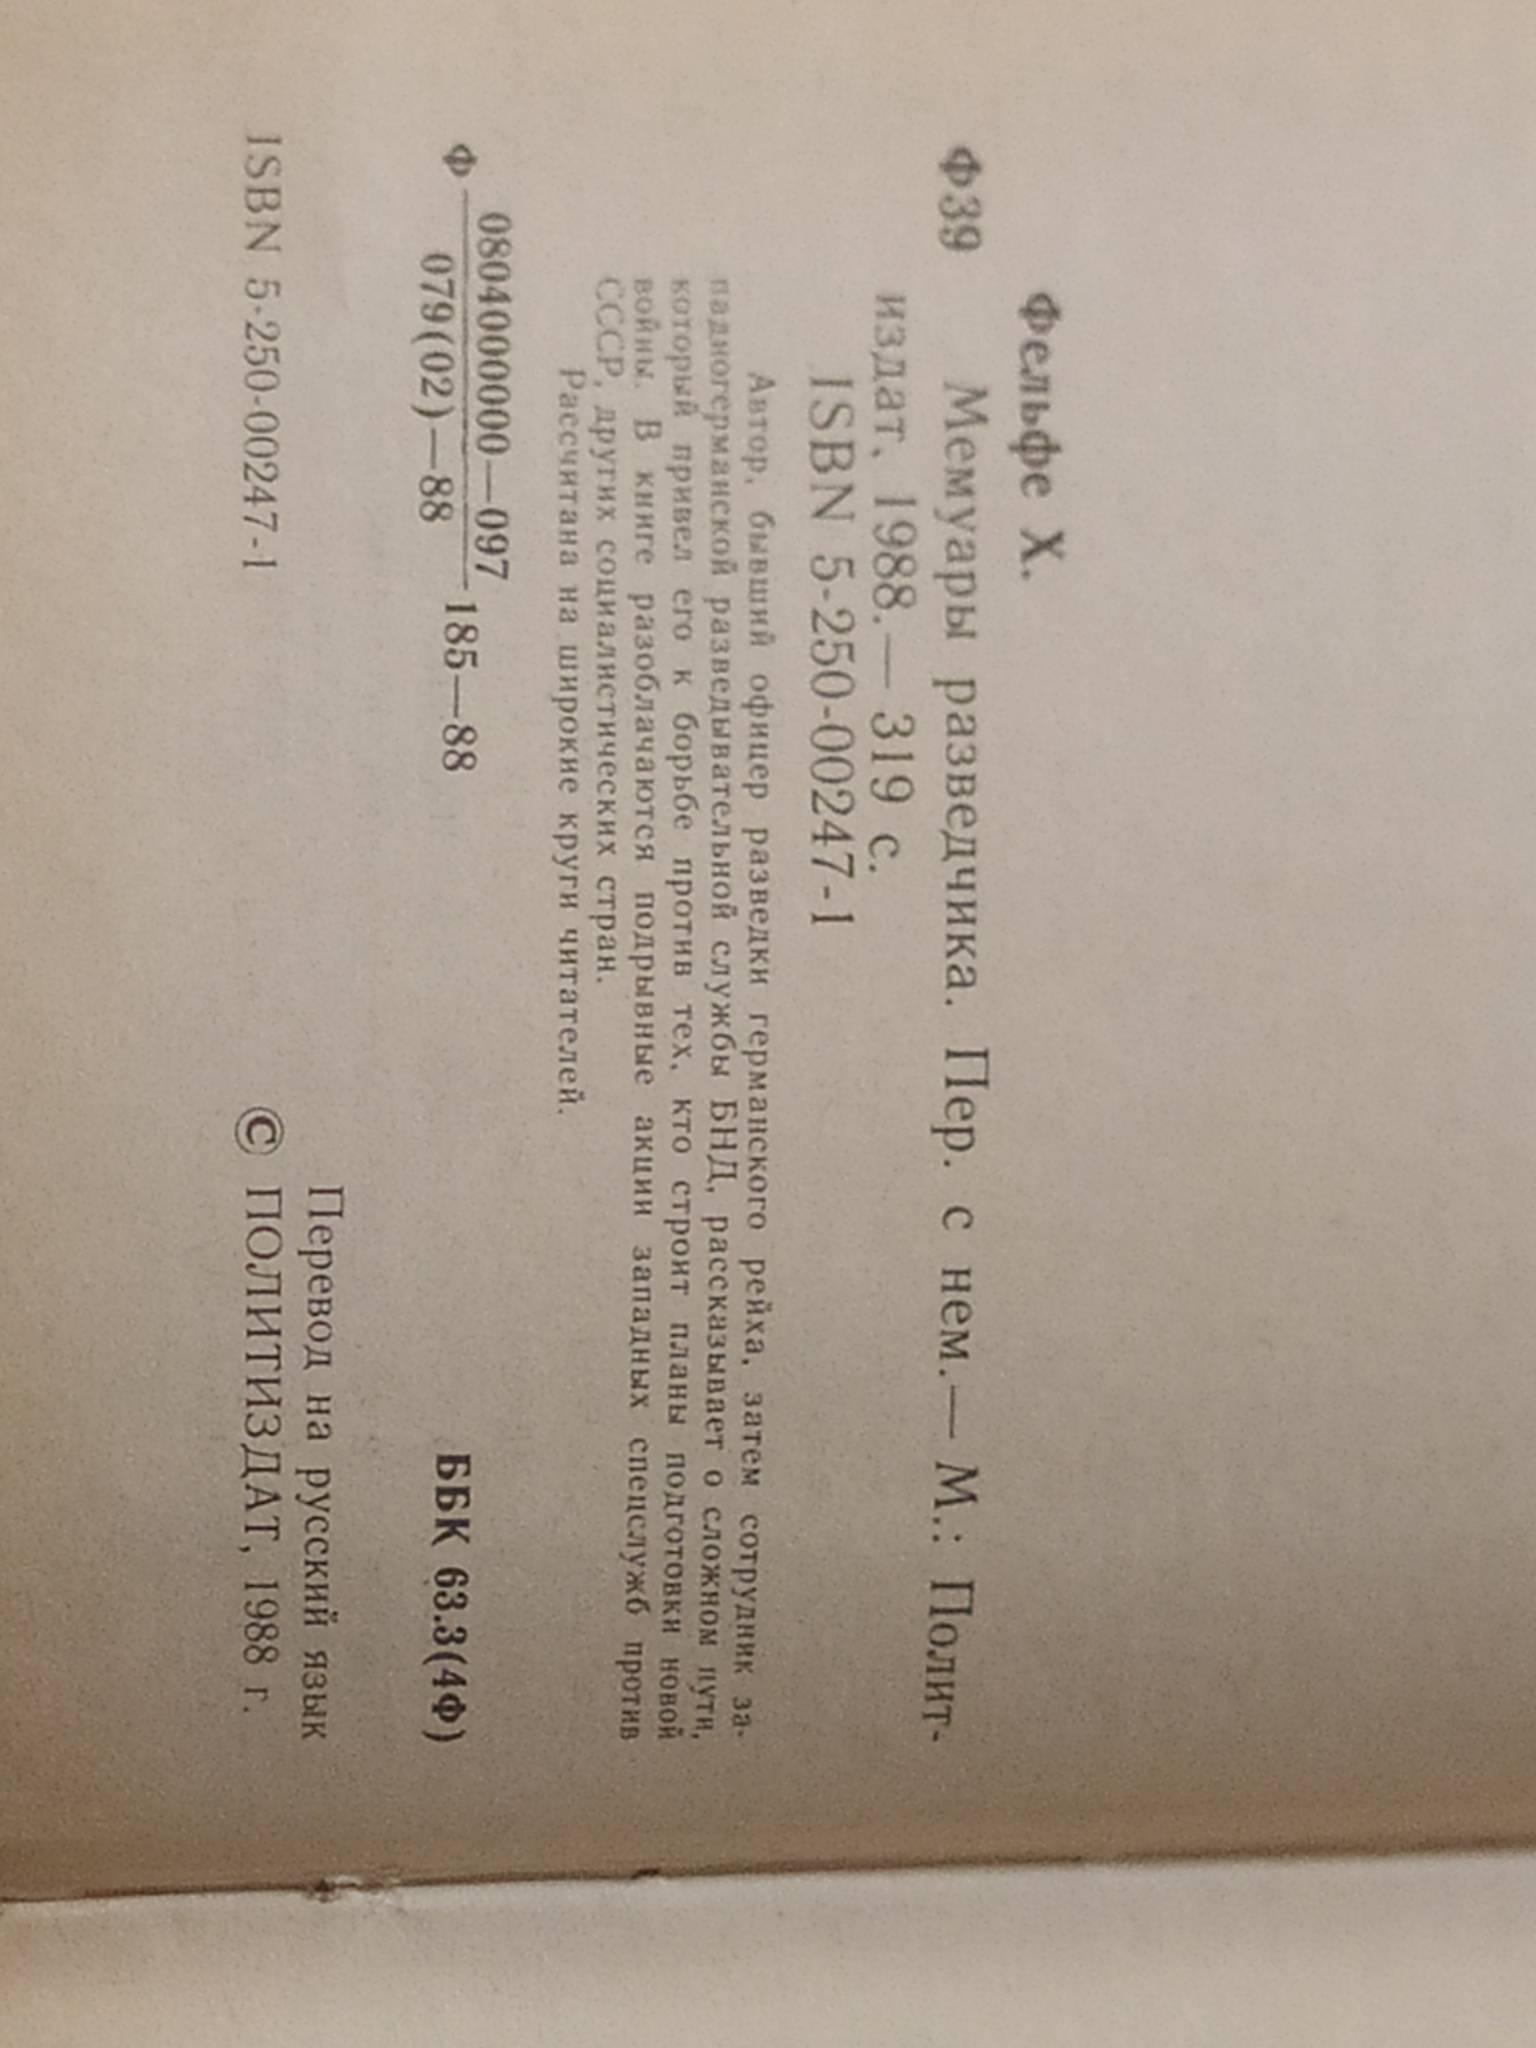 Фельфе Х.
Ф39 Мемуары разведчика. Пер. с нем.— М.: Полит-
издат, 1988.— 319 с.
ISBN 5-250-00247-1
Автор, бывший офицер разведки германского рейха, затем сотрудник за-
падногерманской разведывательной службы БНД, рассказывает о сложном пути,
который привел его к борьбе против тех, кто строит планы подготовки новой
войны. В книге разоблачаются подрывные акции западных спецслужб против
СССР, других социалистических стран.
Рассчитана на широкие круги читателей.
Ф 0804000000—097
079(02)—88 185—88
ББК 63.3(4Ф)
Перевод на русский язык
ISBN 5-250-00247-1 © ПОЛИТИЗДАТ, 1988 г.